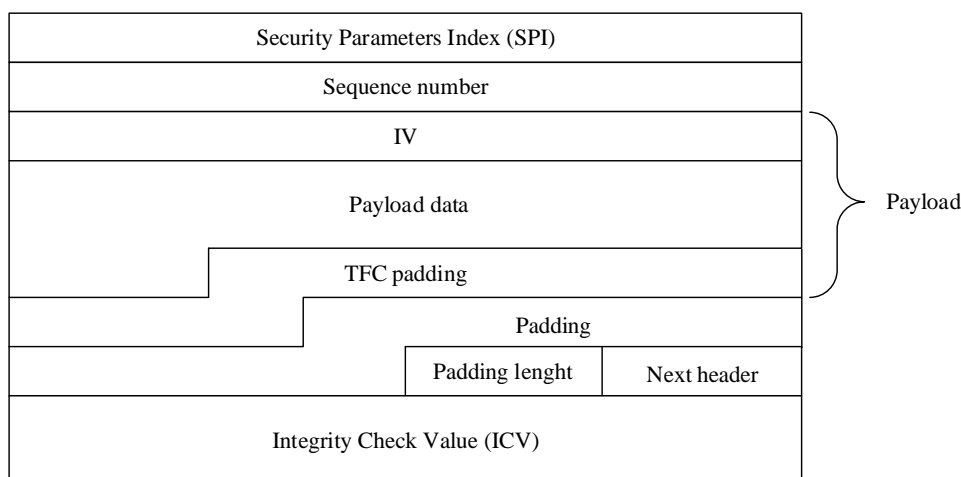 Security Parameters Index (SPI)
Sequence number
IV
Payload data
Payload
TFC padding
Padding
Padding lenght
Next header
Integrity Check Value (ICV)